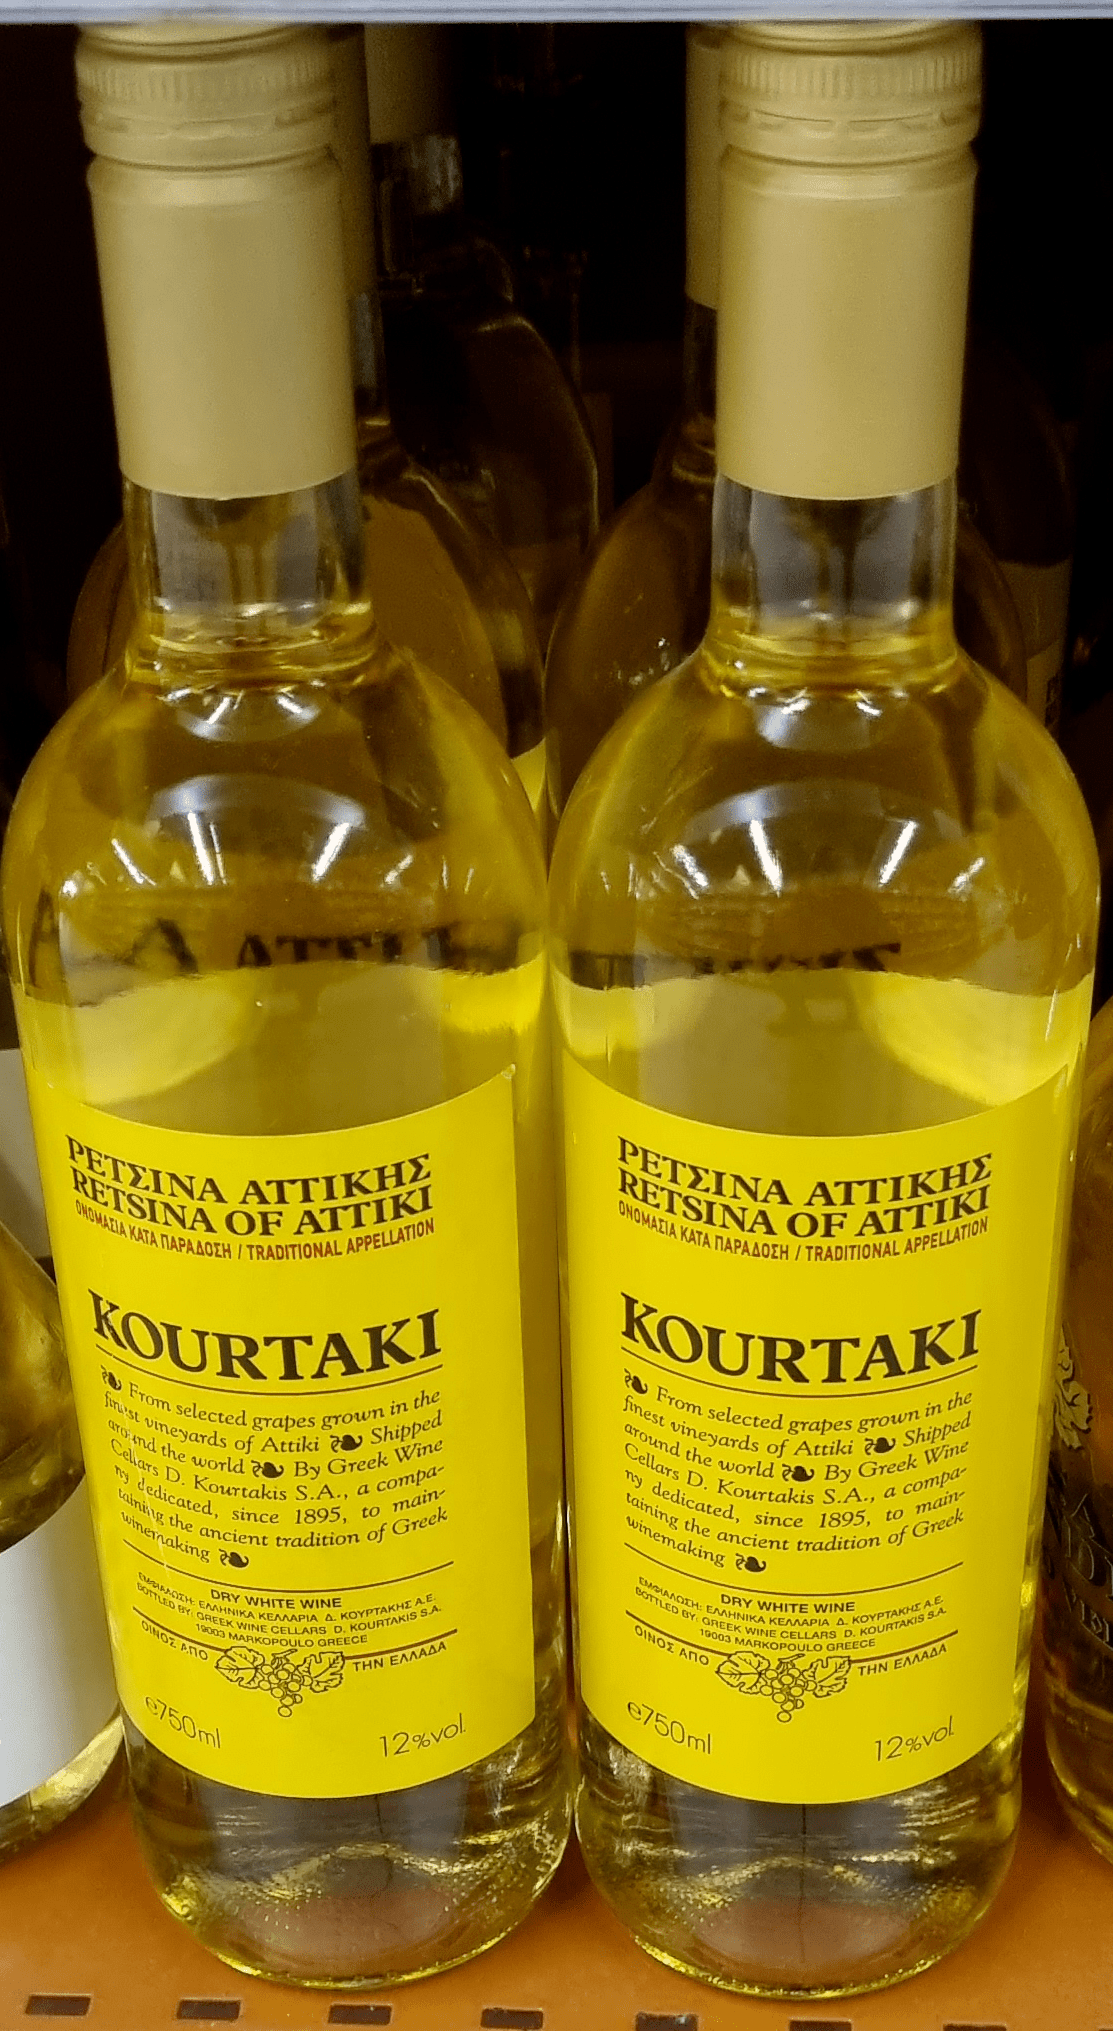 ΡΕΤΣΙΝΑ ΑΤΤΙΚΗΣ
RETSINA OF ATTIKI
ΟΝΟΜΑΣΙΑ ΚΑΤΑ ΠΑΡΑΔΟΣΗ / TRADITIONAL APPELLATION
KOURTAKI
From selected grapes grown in the
finest vineyards of Attiki Shipped
around the world By Greek Wine
Cellars D. Kourtakis S.A., a compa-
ny dedicated, since 1895, to main-
taining the ancient tradition of Greek
winemaking
DRY WHITE WINE
ΕΜΦΙΑΛΩΣΗ: ΕΛΛΗΝΙΚΑ ΚΕΛΛΑΡΙΑ Δ. ΚΟΥΡΤΑΚΗΣ Α.Ε.
BOTTLED BY: GREEK WINE CELLARS D. KOURTAKIS S.A.
19003 MARKOPOULO GREECE
ΟΙΝΟΣ ΑΠΟ ΤΗΝ ΕΛΛΑΔΑ
e750ml 12%vol.
ΡΕΤΣΙΝΑ ΑΤΤΙΚΗΣ
RETSINA OF ATTIKI
ΟΝΟΜΑΣΙΑ ΚΑΤΑ ΠΑΡΑΔΟΣΗ / TRADITIONAL APPELLATION
KOURTAKI
From selected grapes grown in the
finest vineyards of Attiki Shipped
around the world By Greek Wine
Cellars D. Kourtakis S.A., a compa-
ny dedicated, since 1895, to main-
taining the ancient tradition of Greek
winemaking
DRY WHITE WINE
ΕΜΦΙΑΛΩΣΗ: ΕΛΛΗΝΙΚΑ ΚΕΛΛΑΡΙΑ Δ. ΚΟΥΡΤΑΚΗΣ Α.Ε.
BOTTLED BY: GREEK WINE CELLARS D. KOURTAKIS S.A.
19003 MARKOPOULO GREECE
ΟΙΝΟΣ ΑΠΟ ΤΗΝ ΕΛΛΑΔΑ
e750ml 12%vol.